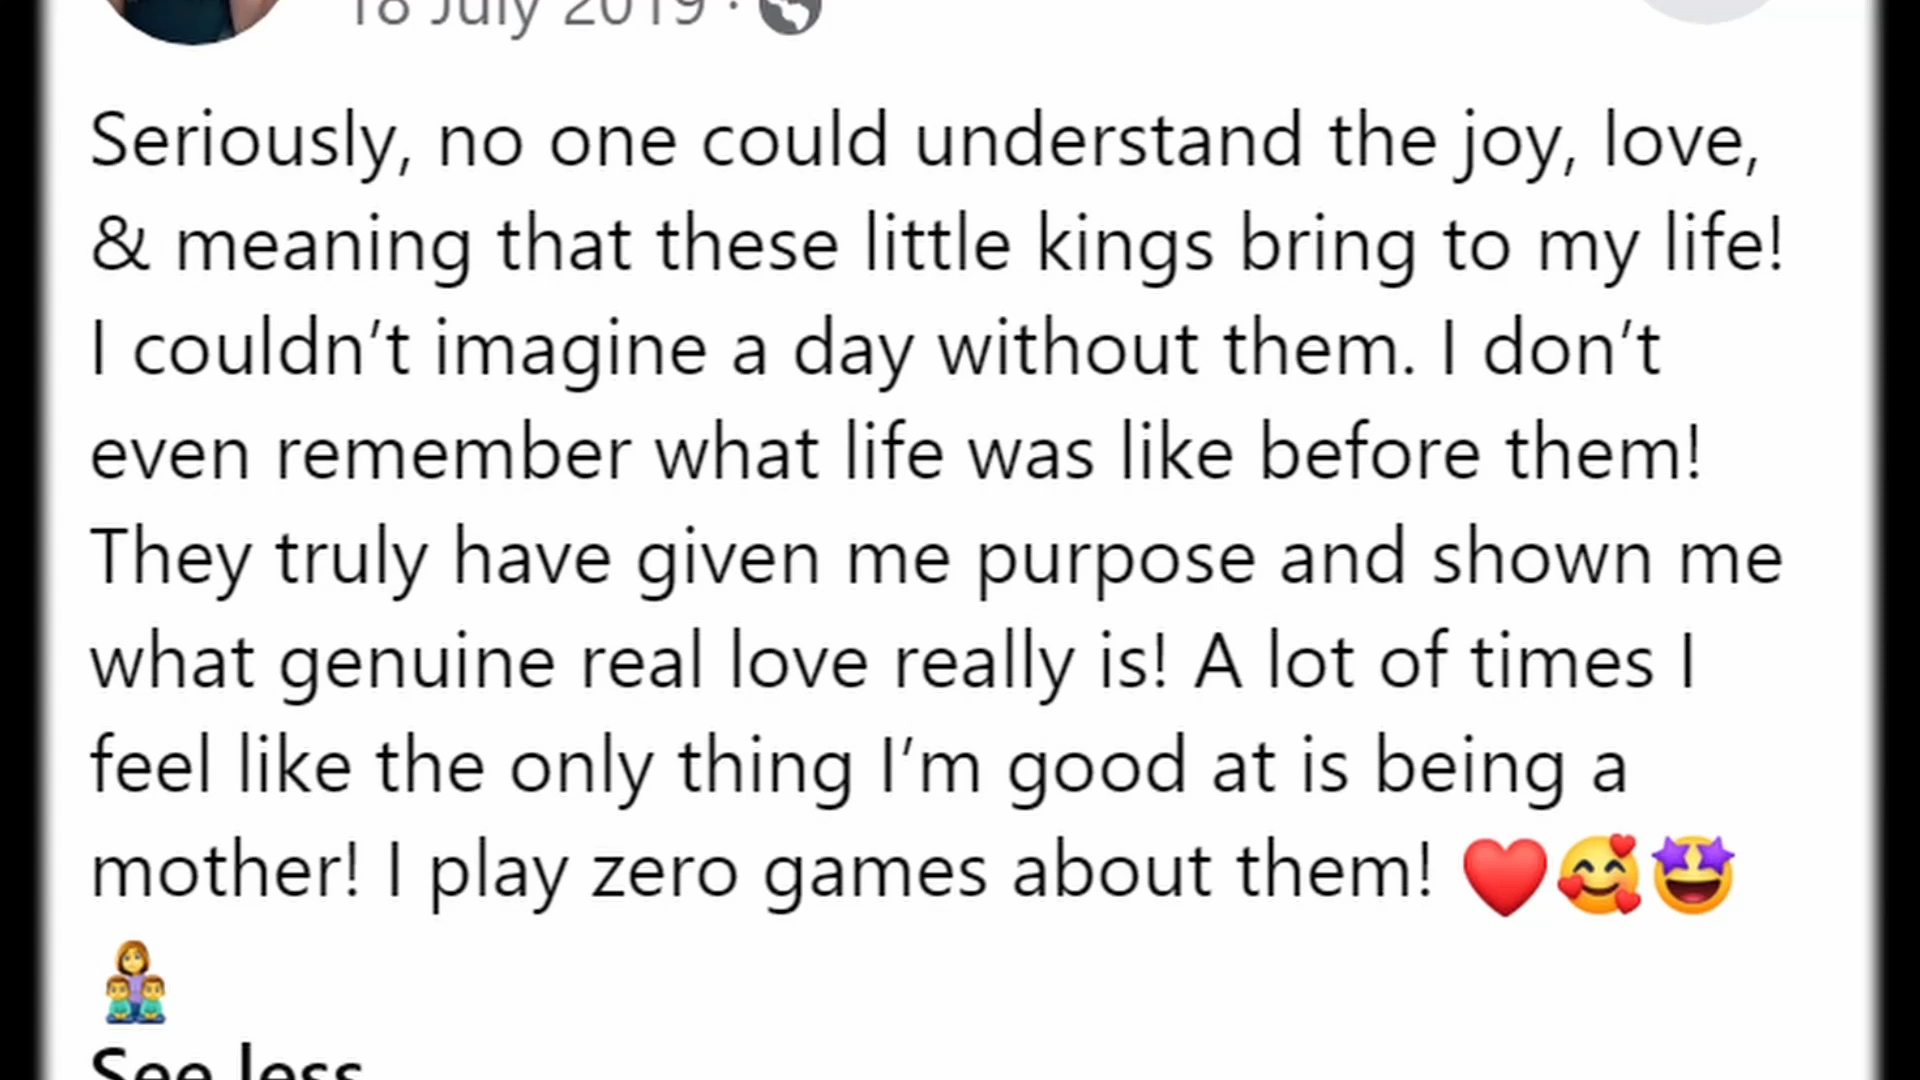 18 July 2019 ·
Seriously, no one could understand the joy, love,
& meaning that these little kings bring to my life!
I couldn’t imagine a day without them. I don’t
even remember what life was like before them!
They truly have given me purpose and shown me
what genuine real love really is! A lot of times I
feel like the only thing I’m good at is being a
mother! I play zero games about them! ❤️🥰🤩
👩‍👦‍👦
See less